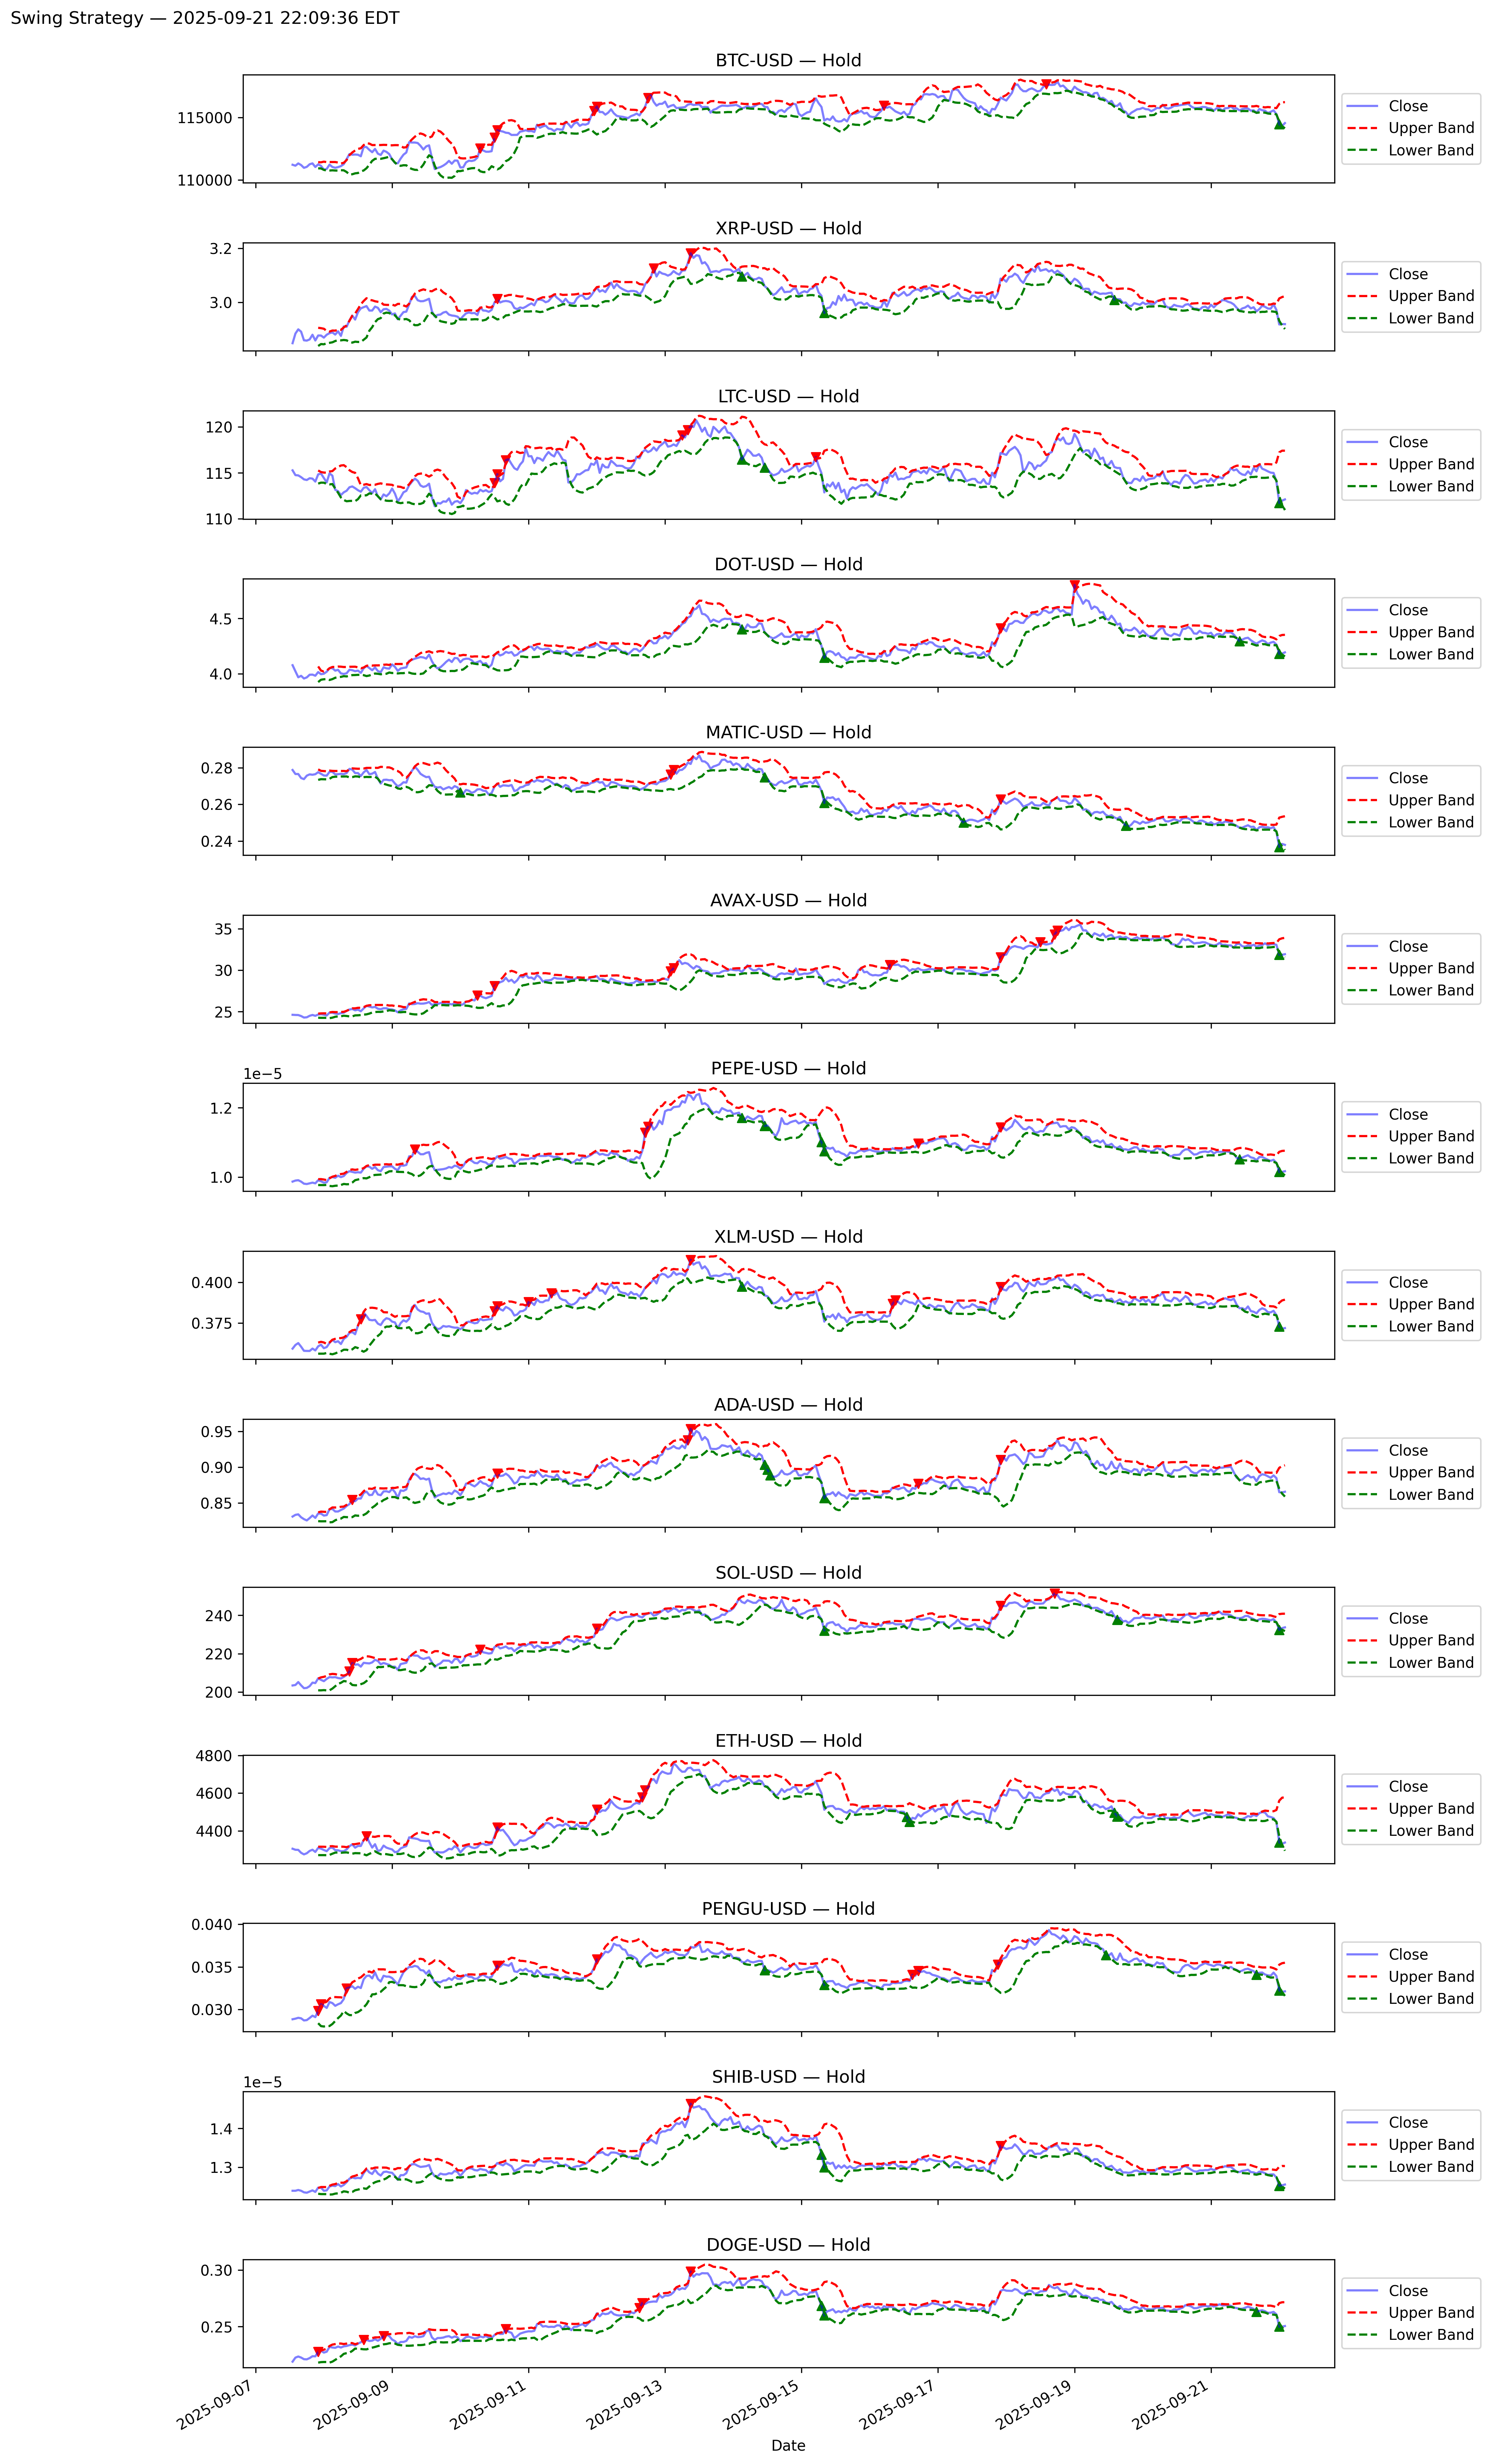 Swing Strategy — 2025-09-21 22:09:36 EDT
BTC-USD — Hold
115000
110000
Close
Upper Band
Lower Band
XRP-USD — Hold
3.2
3.0
Close
Upper Band
Lower Band
LTC-USD — Hold
120
115
110
Close
Upper Band
Lower Band
DOT-USD — Hold
4.5
4.0
Close
Upper Band
Lower Band
MATIC-USD — Hold
0.28
0.26
0.24
Close
Upper Band
Lower Band
AVAX-USD — Hold
35
30
25
Close
Upper Band
Lower Band
PEPE-USD — Hold
1e−5
1.2
1.0
Close
Upper Band
Lower Band
XLM-USD — Hold
0.400
0.375
Close
Upper Band
Lower Band
ADA-USD — Hold
0.95
0.90
0.85
Close
Upper Band
Lower Band
SOL-USD — Hold
240
220
200
Close
Upper Band
Lower Band
ETH-USD — Hold
4800
4600
4400
Close
Upper Band
Lower Band
PENGU-USD — Hold
0.040
0.035
0.030
Close
Upper Band
Lower Band
SHIB-USD — Hold
1e−5
1.4
1.3
Close
Upper Band
Lower Band
DOGE-USD — Hold
0.30
0.25
Close
Upper Band
Lower Band
2025-09-07
2025-09-09
2025-09-11
2025-09-13
2025-09-15
2025-09-17
2025-09-19
2025-09-21
Date